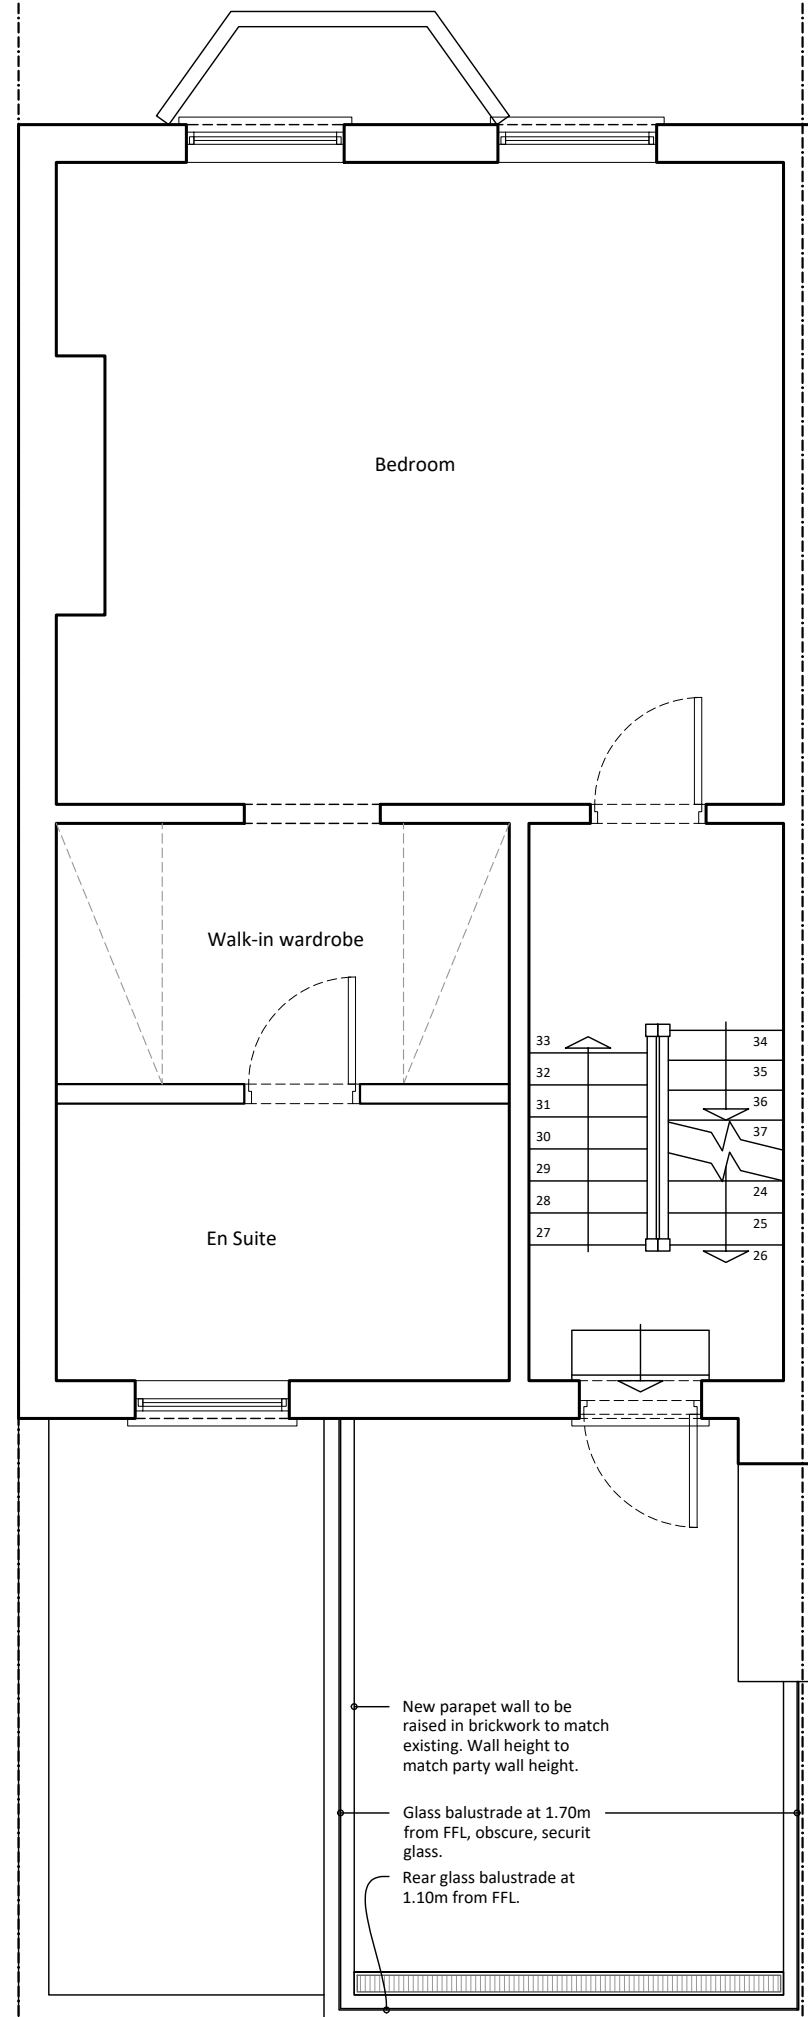 Bedroom
Walk-in wardrobe
33
32
31
30
29
28
27
34
35
36
37
24
25
26
En Suite
New parapet wall to be
raised in brickwork to match
existing. Wall height to
match party wall height.
Glass balustrade at 1.70m
from FFL, obscure, securit
glass.
Rear glass balustrade at
1.10m from FFL.